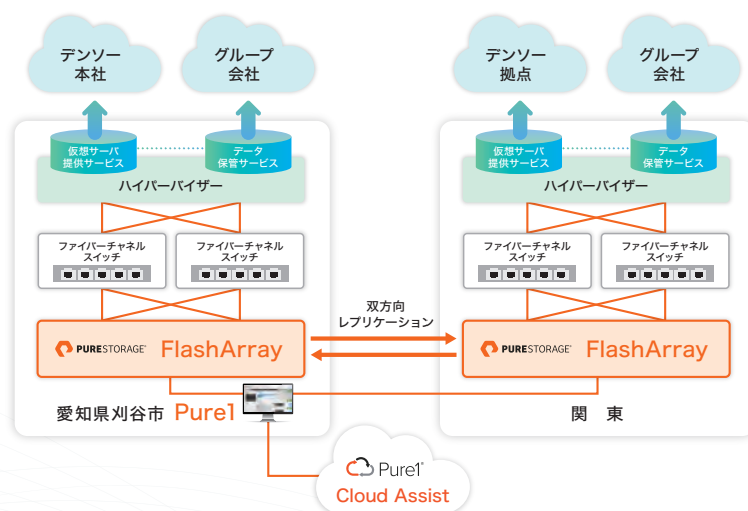 デンソー
本社
グループ
会社
デンソー
拠点
グループ
会社
仮想サーバ
提供サービス
データ
保管サービス
仮想サーバ
提供サービス
データ
保管サービス
ハイパーバイザー
ハイパーバイザー
ファイバーチャネル
スイッチ
ファイバーチャネル
スイッチ
ファイバーチャネル
スイッチ
ファイバーチャネル
スイッチ
双方向
レプリケーション
PURESTORAGE® FlashArray
PURESTORAGE® FlashArray
愛知県刈谷市 Pure1
関 東
Pure1®
Cloud Assist